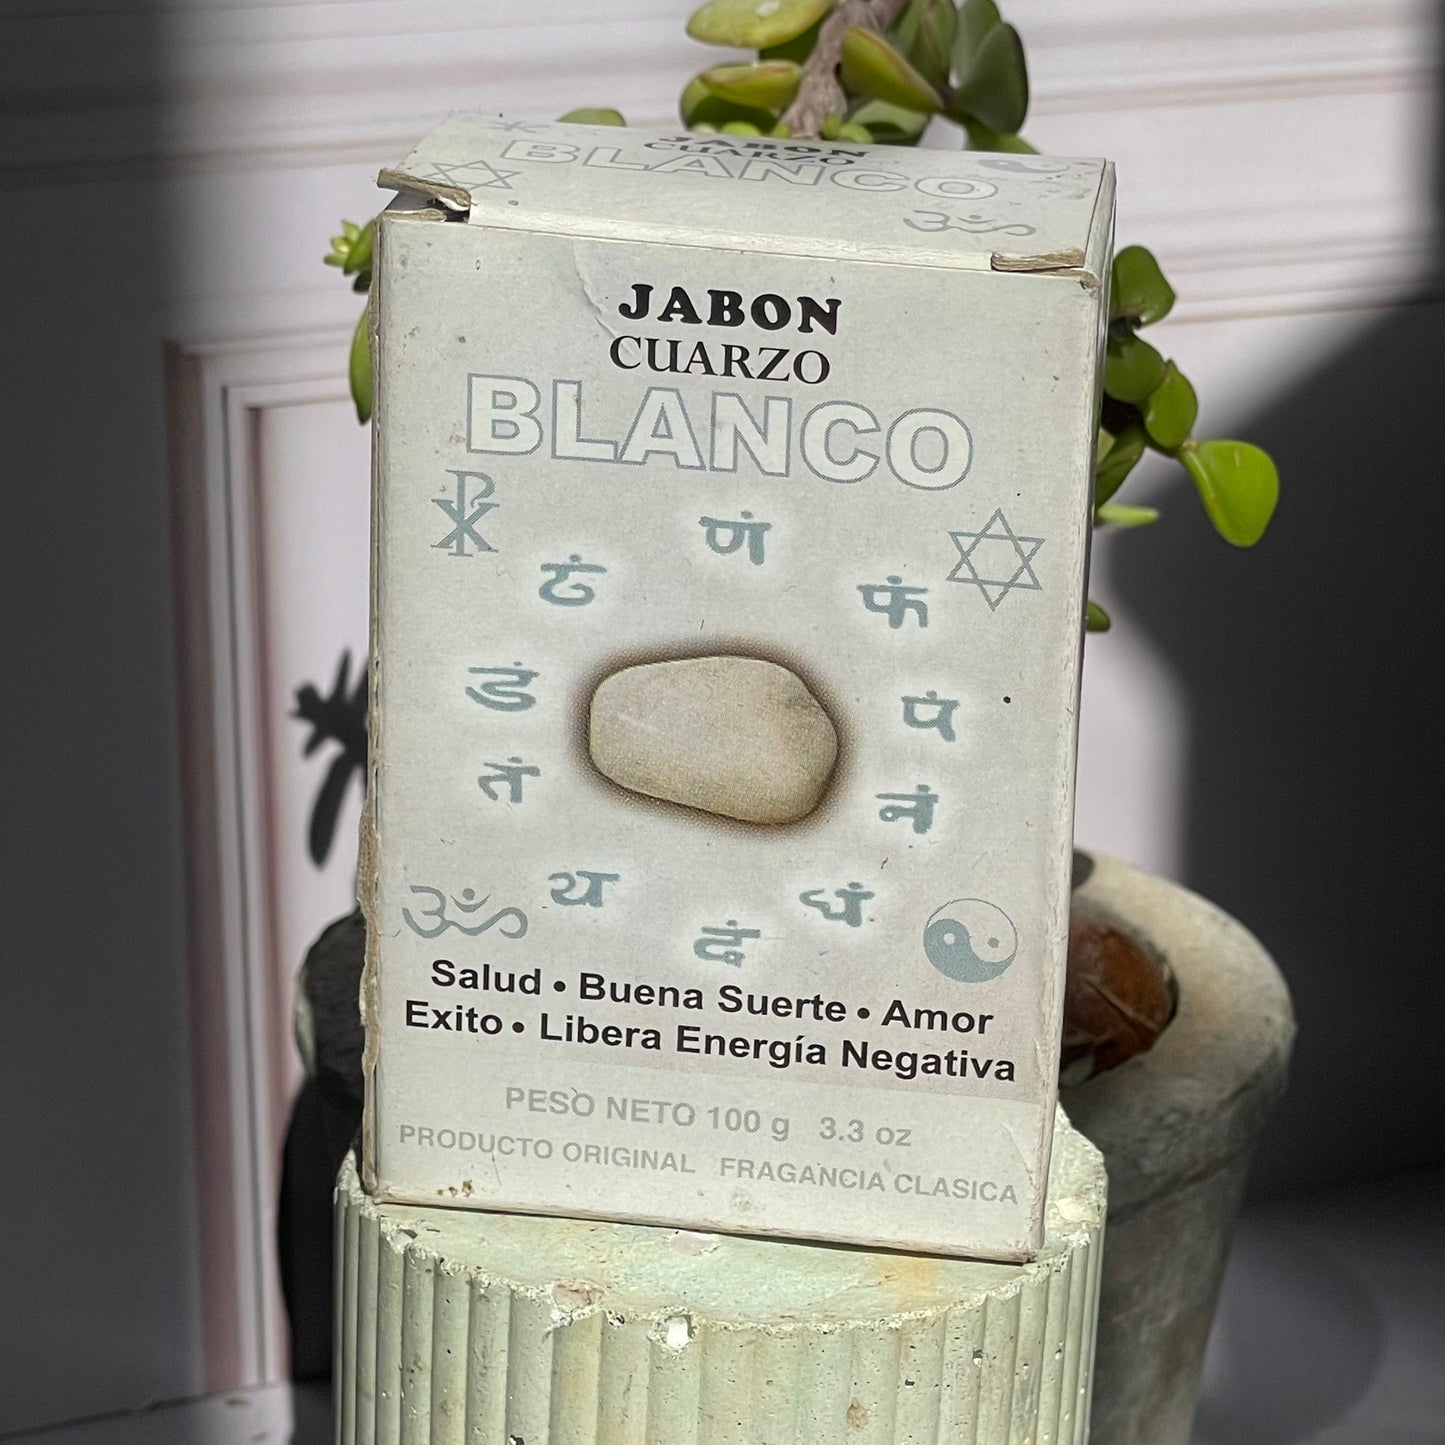 JABON
CUARZO
BLANCO
JABON
CUARZO
BLANCO
णं
ठं
फं
डं
पं
तं
नं
थ
धं
दं
ॐ
Salud • Buena Suerte • Amor
Exito • Libera Energía Negativa
PESO NETO 100 g 3.3 oz
PRODUCTO ORIGINAL FRAGANCIA CLASICA